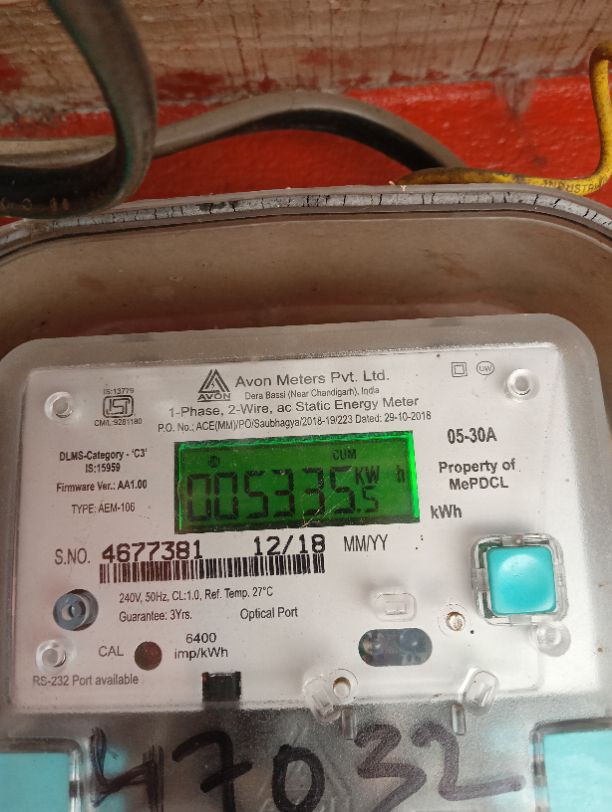 Avon Meters Pvt. Ltd.
Dera Bassi (Near Chandigarh), India
AVON
IS:13779
ISI
CM/L:9281180
UW
1-Phase, 2-Wire, ac Static Energy Meter
P.O. No.: ACE(MM)/PO/Saubhagya/2018-19/223 Dated: 29-10-2018
DLMS-Category - 'C3'
IS:15959
Firmware Ver.: AA1.00
TYPE: AEM-106
CUM
005335.5 KW h
kWh
05-30A
Property of
MePDCL
S.NO. 4677381 12/18 MM/YY
240V, 50Hz, CL:1.0, Ref. Temp. 27°C
Guarantee: 3Yrs. Optical Port
CAL
6400
imp/kWh
RS-232 Port available
47032